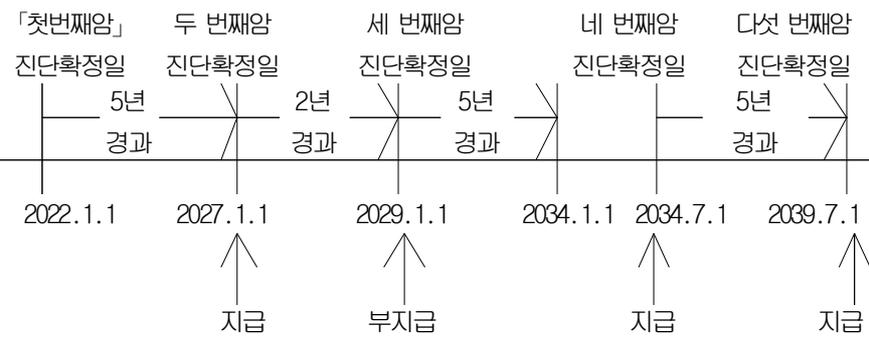 「첫번째암」 두 번째암 세 번째암 네 번째암 다섯 번째암
진단확정일 진단확정일 진단확정일 진단확정일 진단확정일
5년 2년 5년 5년
경과 경과 경과 경과
2022.1.1 2027.1.1 2029.1.1 2034.1.1 2034.7.1 2039.7.1
지급 부지급 지급 지급